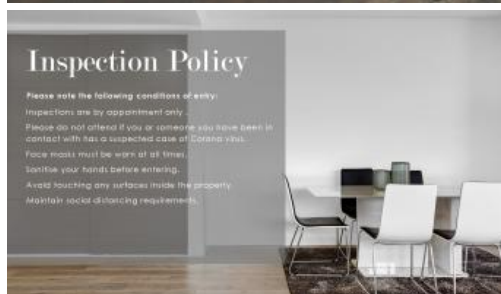 Inspection Policy
Please note the following conditions of entry:
Inspections are by appointment only .
Please do not attend if you or someone you have been in
contact with has a suspected case of Corona virus.
Face masks must be worn at all times.
Sanitise your hands before entering.
Avoid touching any surfaces inside the property
Maintain social distancing requirements.